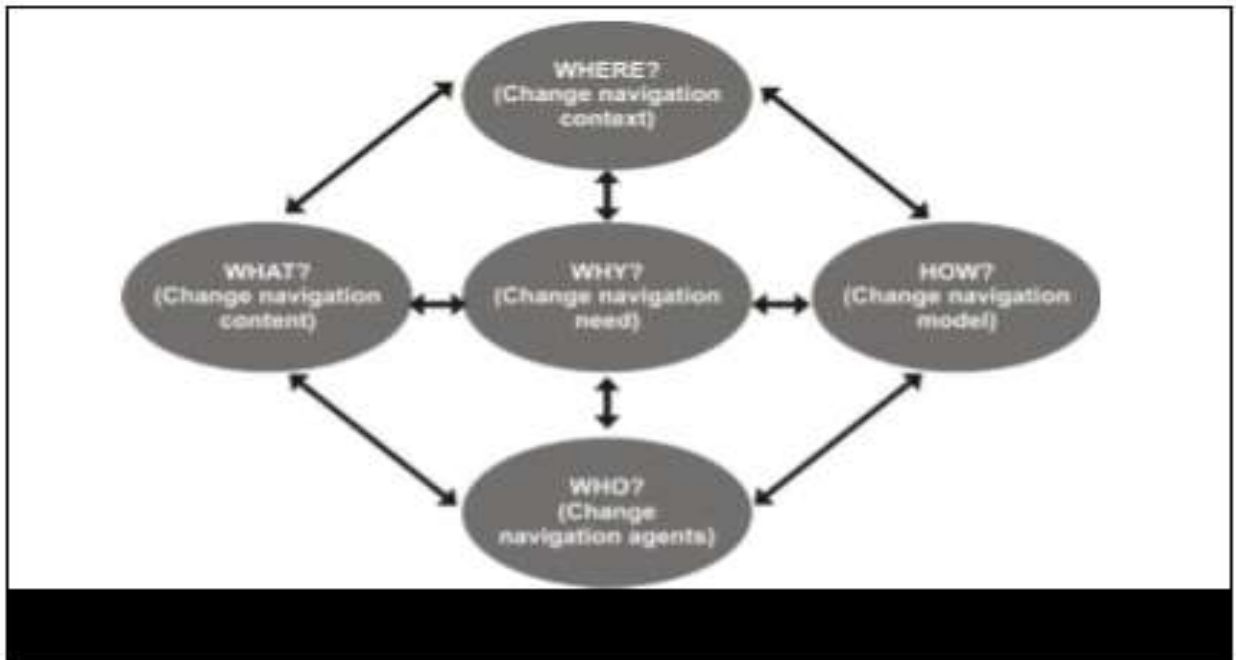 WHERE?
(Change navigation
context)
WHAT?
(Change navigation
content)
WHY?
(Change navigation
need)
HOW?
(Change navigation
model)
WHO?
(Change
navigation agents)